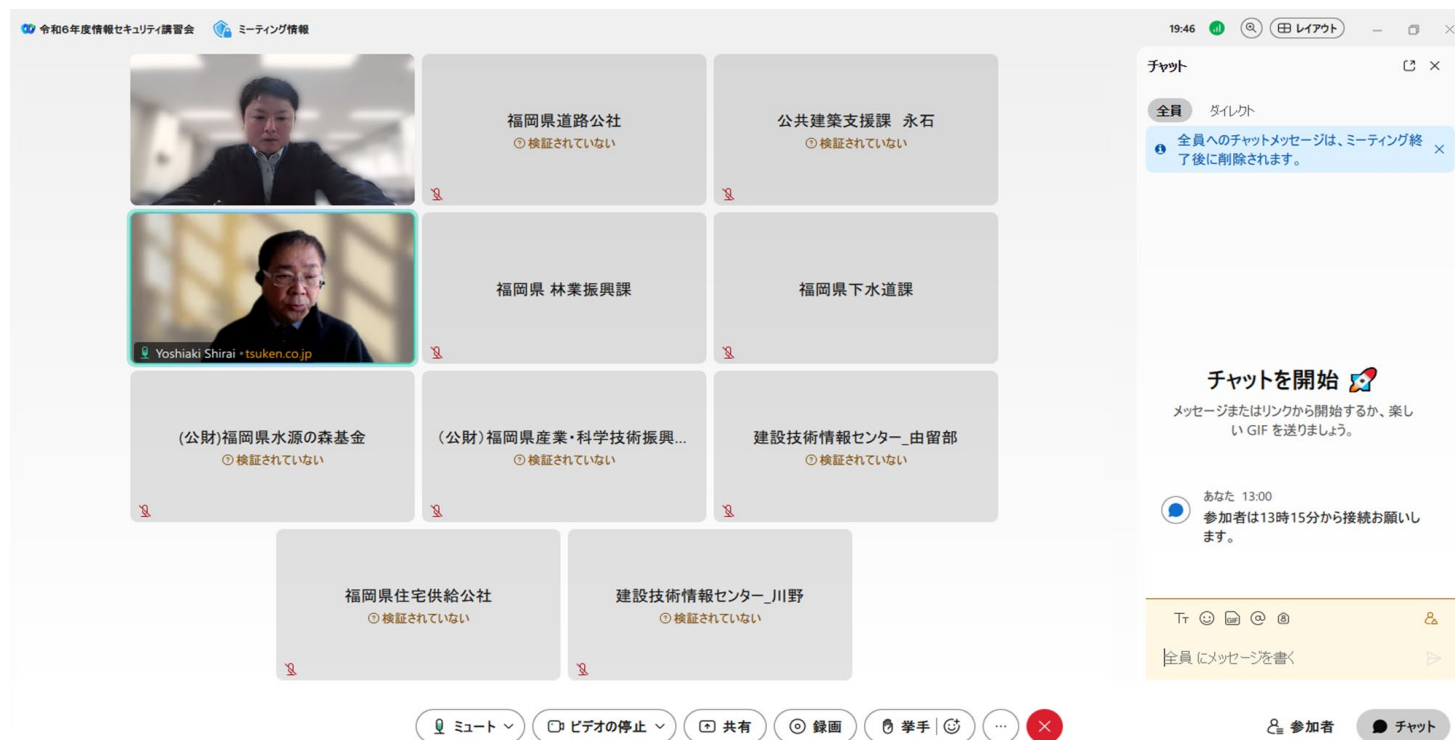 令和6年度情報セキュリティ講習会
ミーティング情報
19:46
レイアウト
福岡県道路公社
検証されていない
公共建築支援課　永石
検証されていない
Yoshiaki Shirai • tsuken.co.jp
福岡県 林業振興課
福岡県下水道課
(公財)福岡県水源の森基金
検証されていない
（公財）福岡県産業・科学技術振興...
検証されていない
建設技術情報センター_由留部
検証されていない
福岡県住宅供給公社
検証されていない
建設技術情報センター_川野
検証されていない
チャット
全員
ダイレクト
全員へのチャットメッセージは、ミーティング終
了後に削除されます。
チャットを開始
メッセージまたはリンクから開始するか、楽し
い GIF を送りましょう。
あなた 13:00
参加者は13時15分から接続お願いし
ます。
GIF
全員 にメッセージを書く
ミュート
ビデオの停止
共有
録画
挙手
参加者
チャット